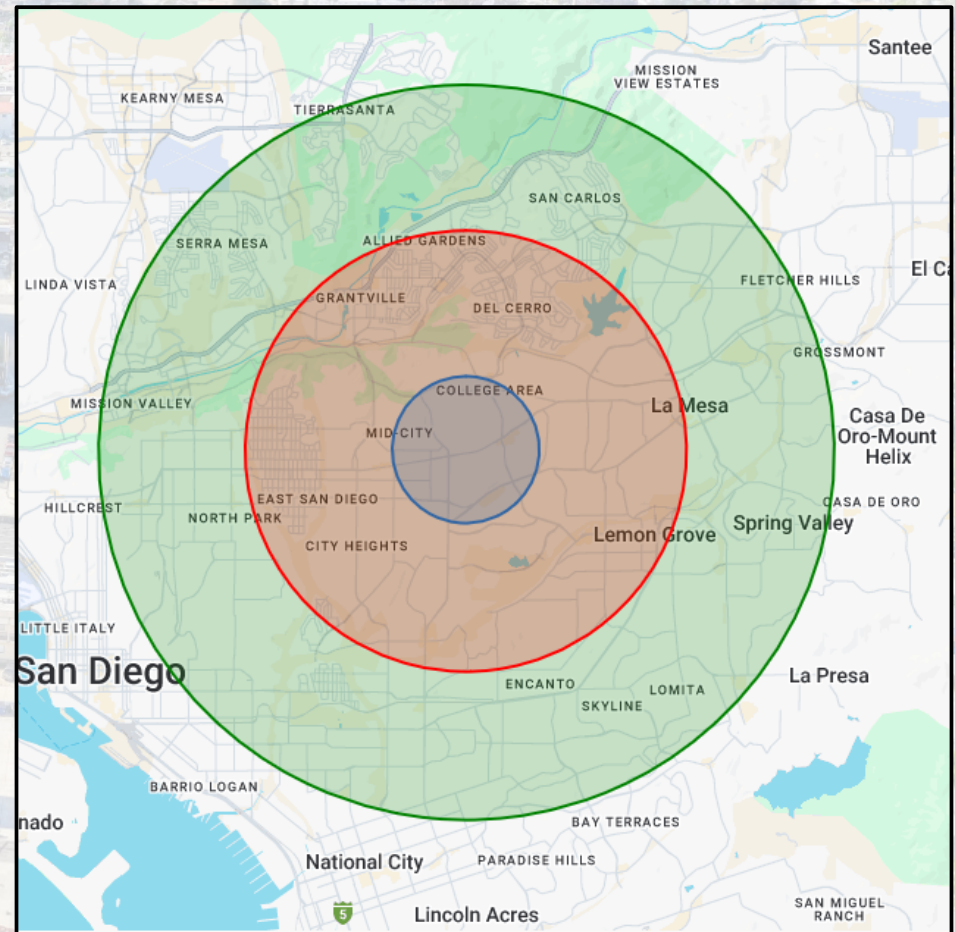 Santee
MISSION
VIEW ESTATES
KEARNY MESA
TIERRASANTA
SAN CARLOS
ALLIED GARDENS
SERRA MESA
El Ca
FLETCHER HILLS
LINDA VISTA
GRANTVILLE
DEL CERRO
GROSSMONT
COLLEGE AREA
MISSION VALLEY
La Mesa
Casa De
Oro-Mount
Helix
MID-CITY
EAST SAN DIEGO
CASA DE ORO
HILLCREST
NORTH PARK
Spring Valley
Lemon Grove
CITY HEIGHTS
LITTLE ITALY
San Diego
La Presa
ENCANTO
LOMITA
SKYLINE
BARRIO LOGAN
nado
BAY TERRACES
National City
PARADISE HILLS
SAN MIGUEL
RANCH
5
Lincoln Acres